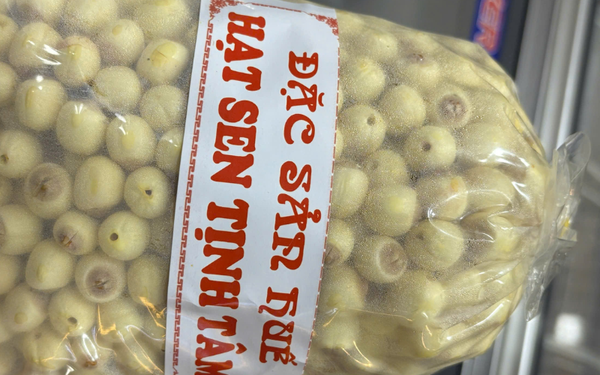 ĐẶC SẢN HUẾ
HẠT SEN TỊNH TÂM